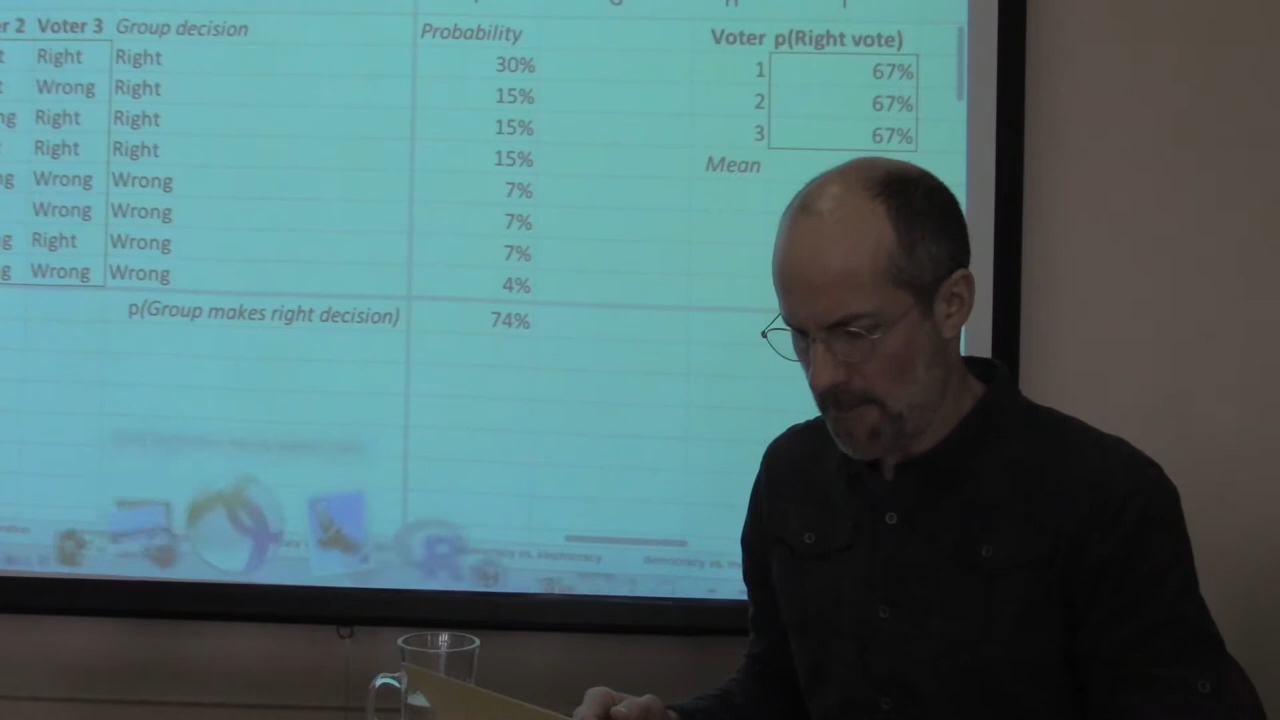 r 2 Voter 3 Group decision Probability Voter p(Right vote)
t Right Right 30% 1 67%
t Wrong Right 15% 2 67%
ng Right Right 15% 3 67%
Right Right 15% Mean
g Wrong Wrong 7%
Wrong Wrong 7%
g Right Wrong 7%
g Wrong Wrong 4%
p(Group makes right decision) 74%